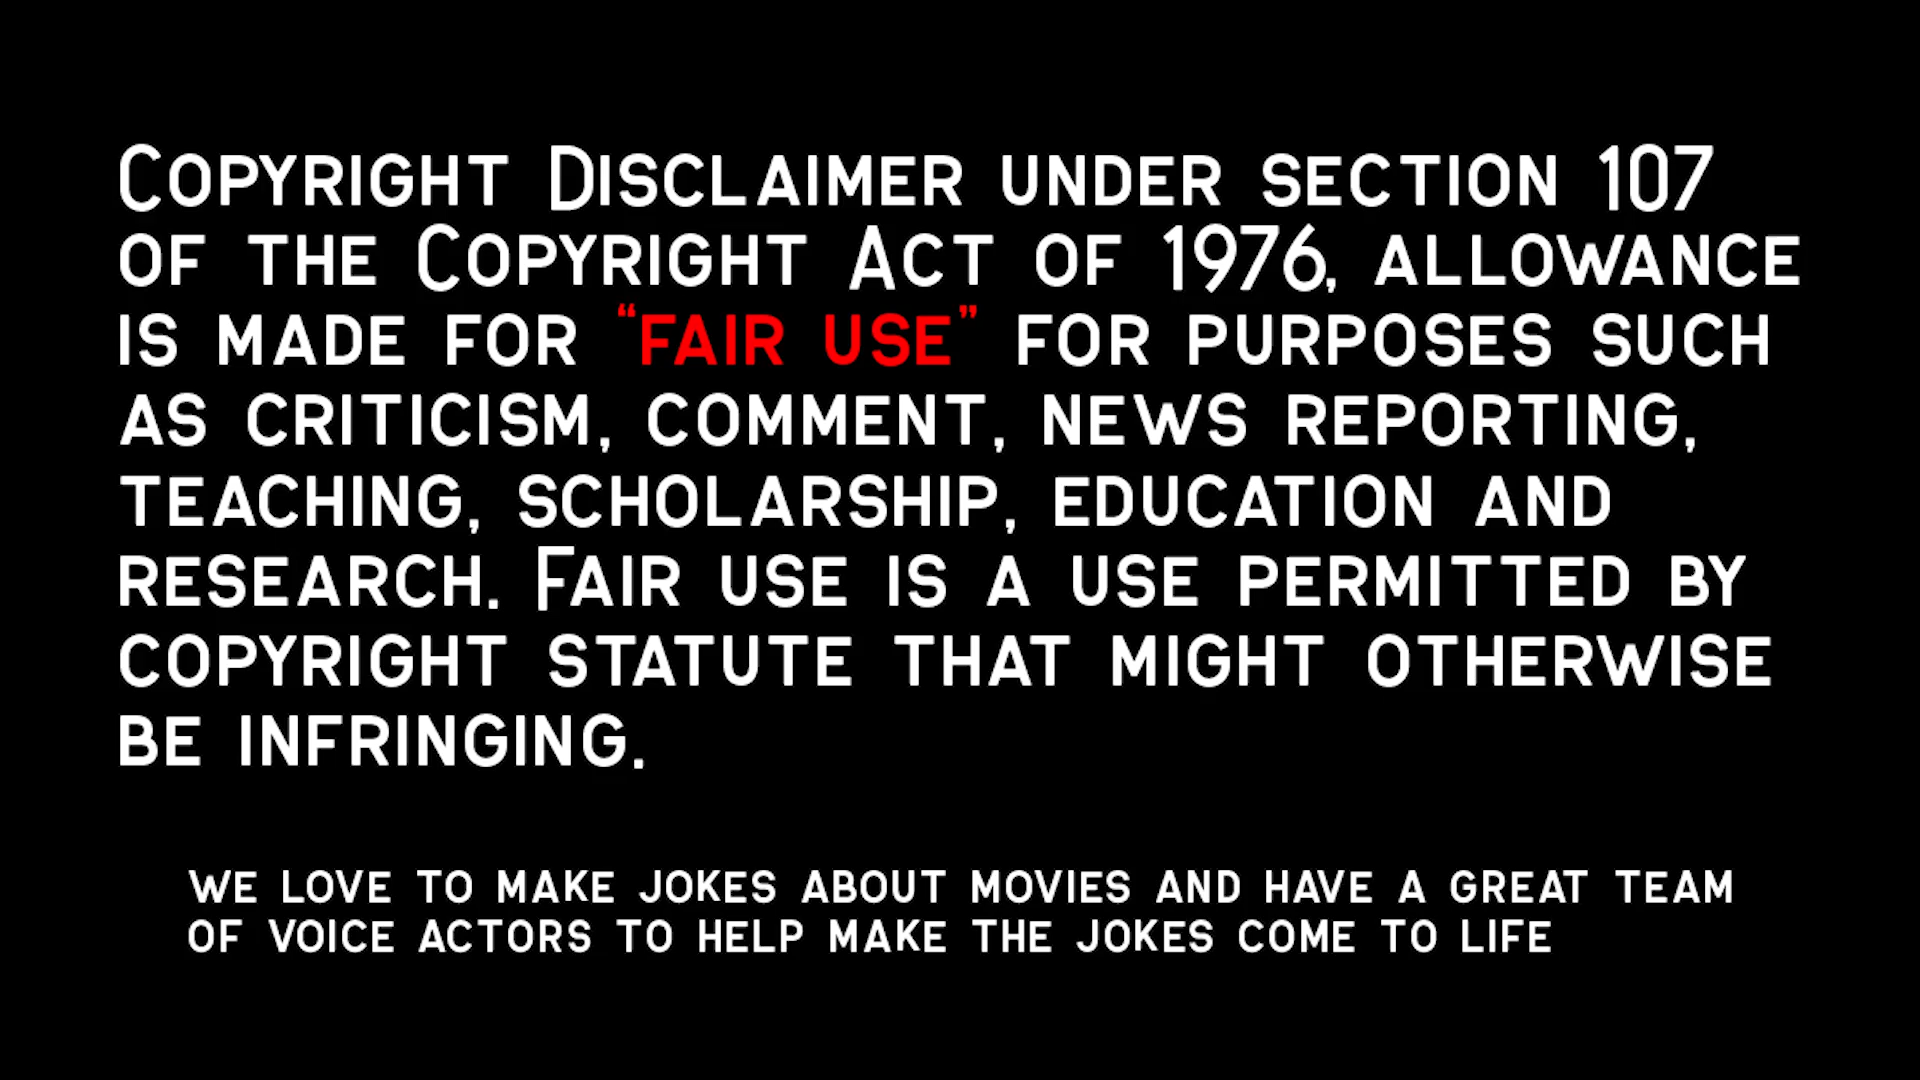 Copyright Disclaimer under section 107
of the Copyright Act of 1976, allowance
is made for “fair use” for purposes such
as criticism, comment, news reporting,
teaching, scholarship, education and
research. Fair use is a use permitted by
copyright statute that might otherwise
be infringing.
we love to make jokes about movies and have a great team
of voice actors to help make the jokes come to life